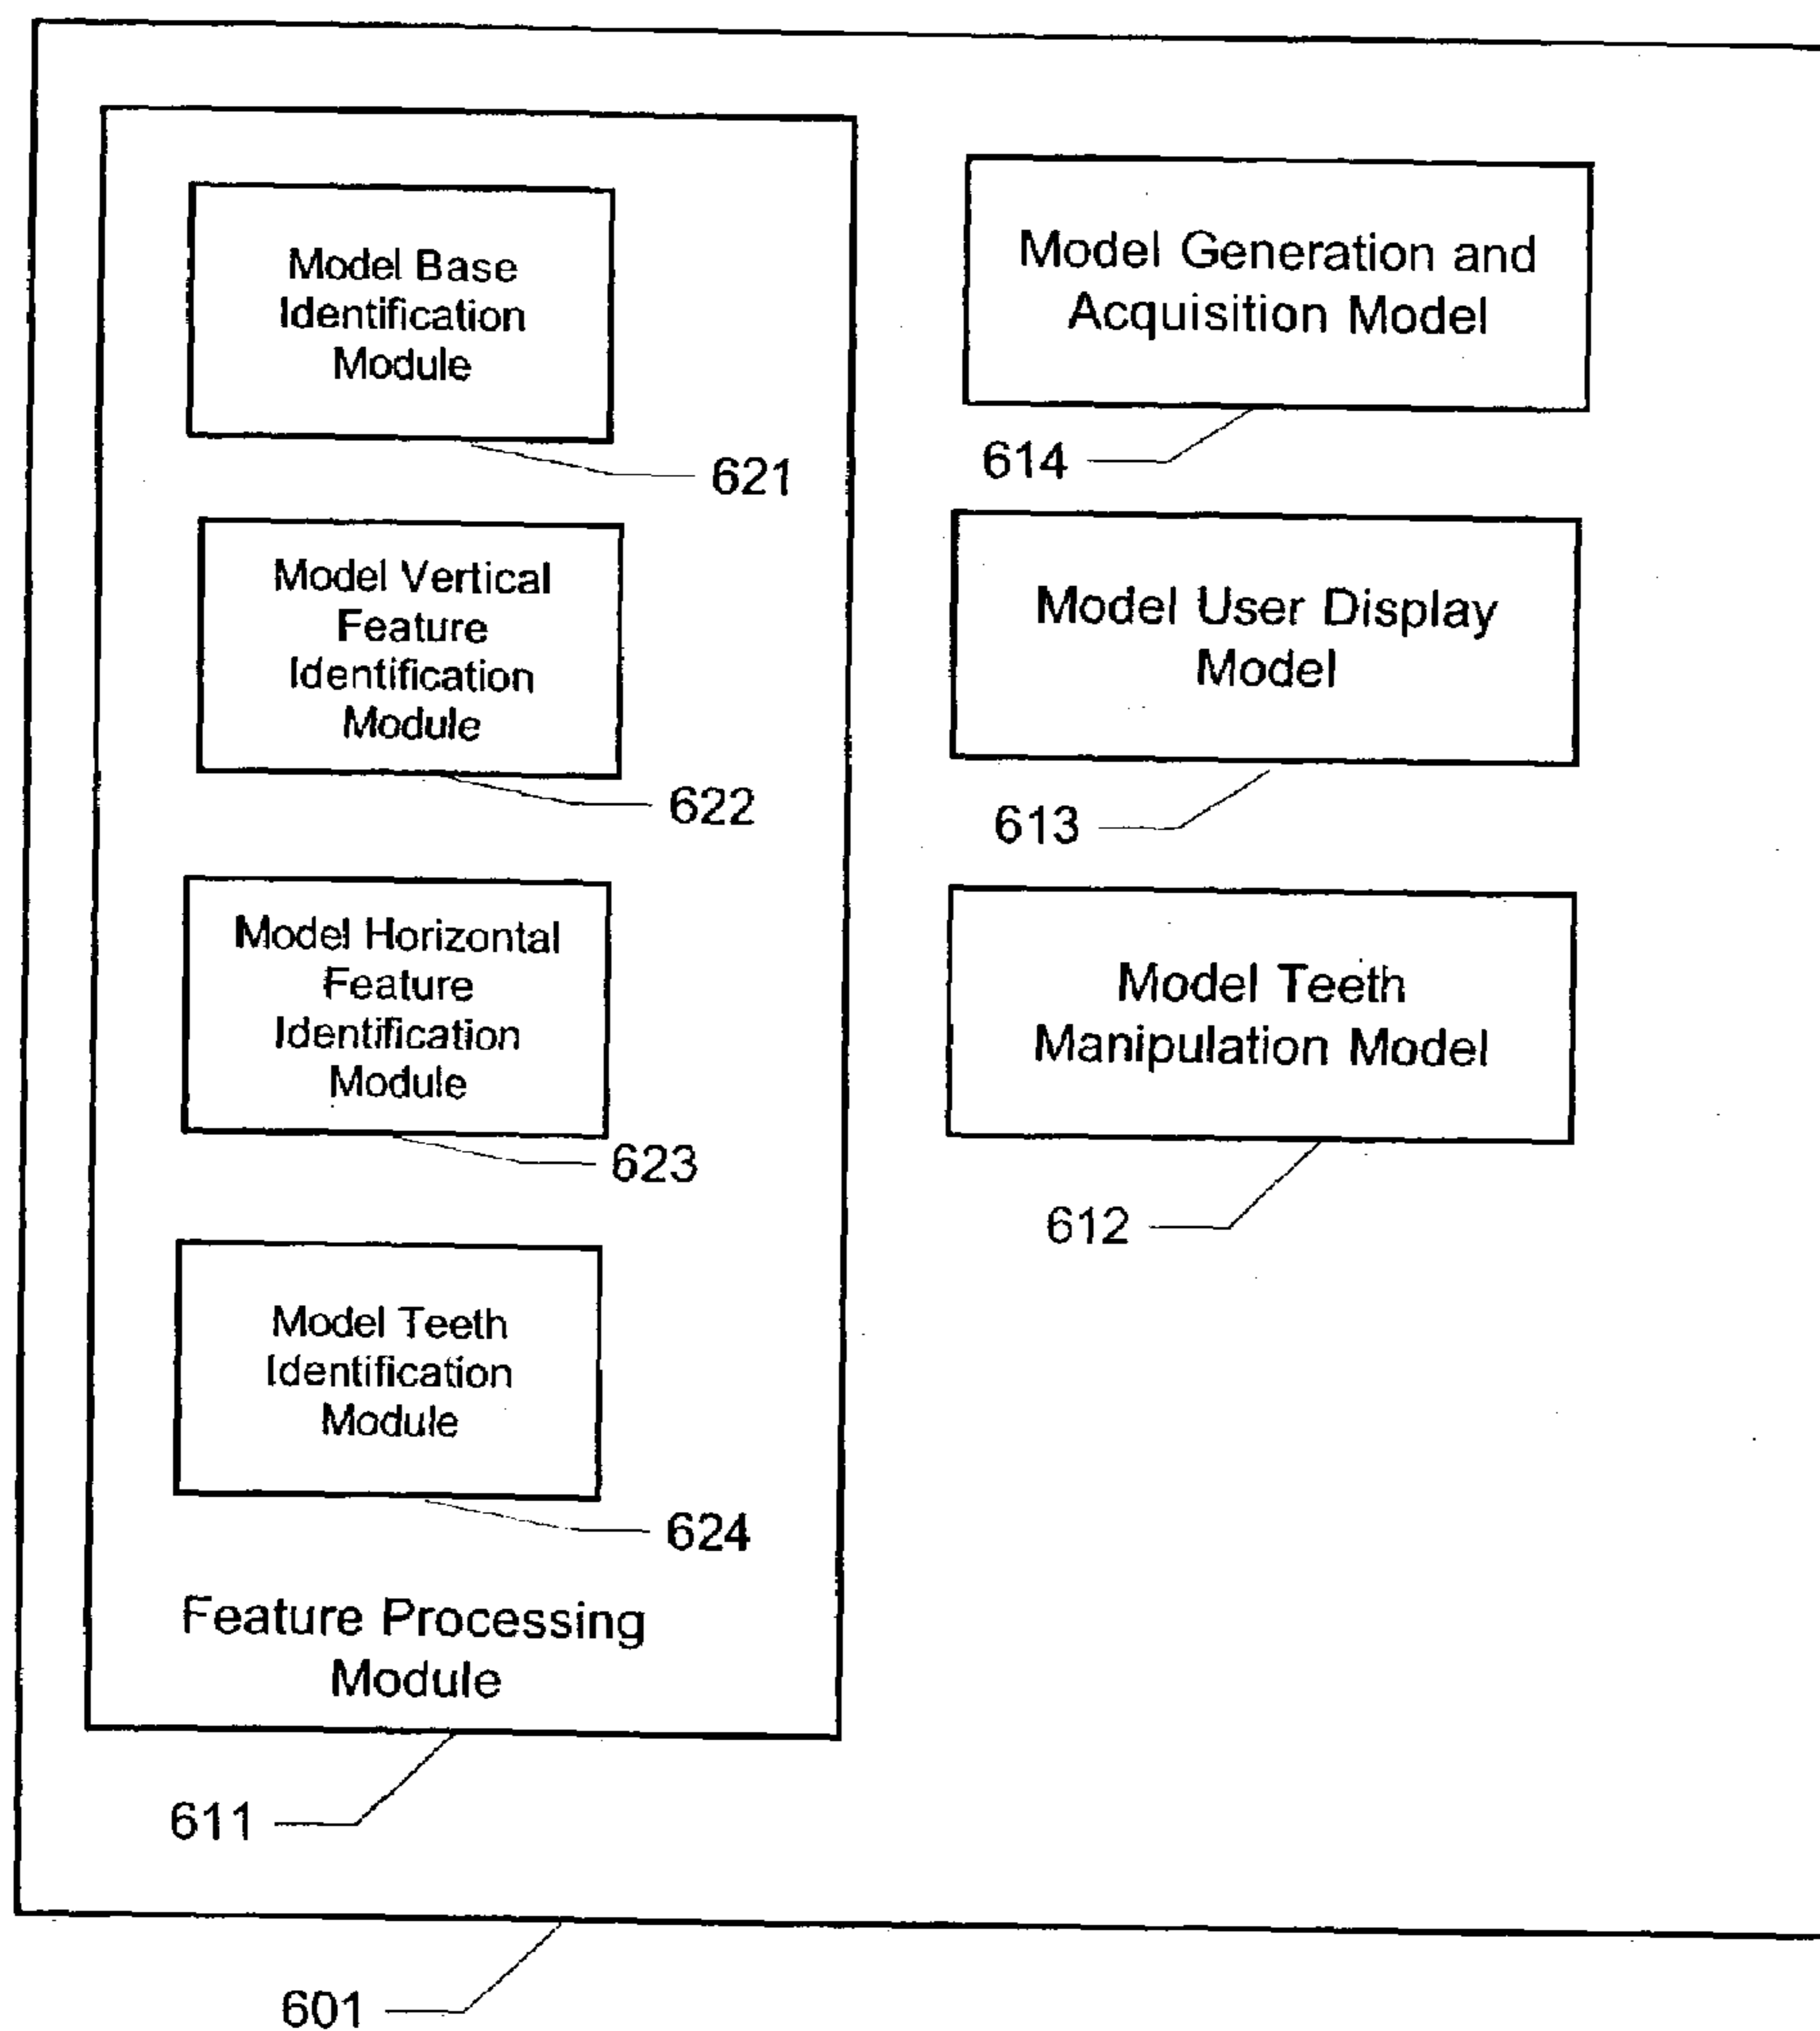 Model Base
Identification
Module
621
Model Vertical
Feature
Identification
Module
622
Model Horizontal
Feature
Identification
Module
623
Model Teeth
Identification
Module
624
Feature Processing
Module
611
Model Generation and
Acquisition Model
614
Model User Display
Model
613
Model Teeth
Manipulation Model
612
601